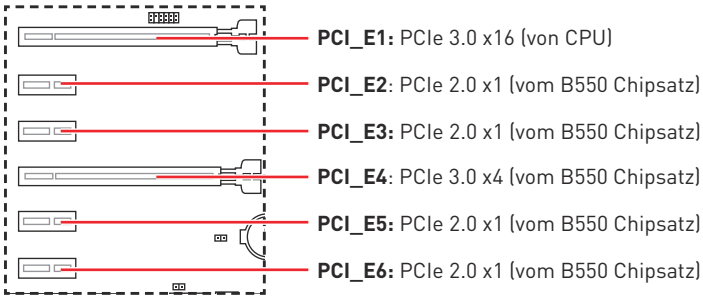 PCI_E1: PCIe 3.0 x16 (von CPU)
PCI_E2: PCIe 2.0 x1 (vom B550 Chipsatz)
PCI_E3: PCIe 2.0 x1 (vom B550 Chipsatz)
PCI_E4: PCIe 3.0 x4 (vom B550 Chipsatz)
PCI_E5: PCIe 2.0 x1 (vom B550 Chipsatz)
PCI_E6: PCIe 2.0 x1 (vom B550 Chipsatz)